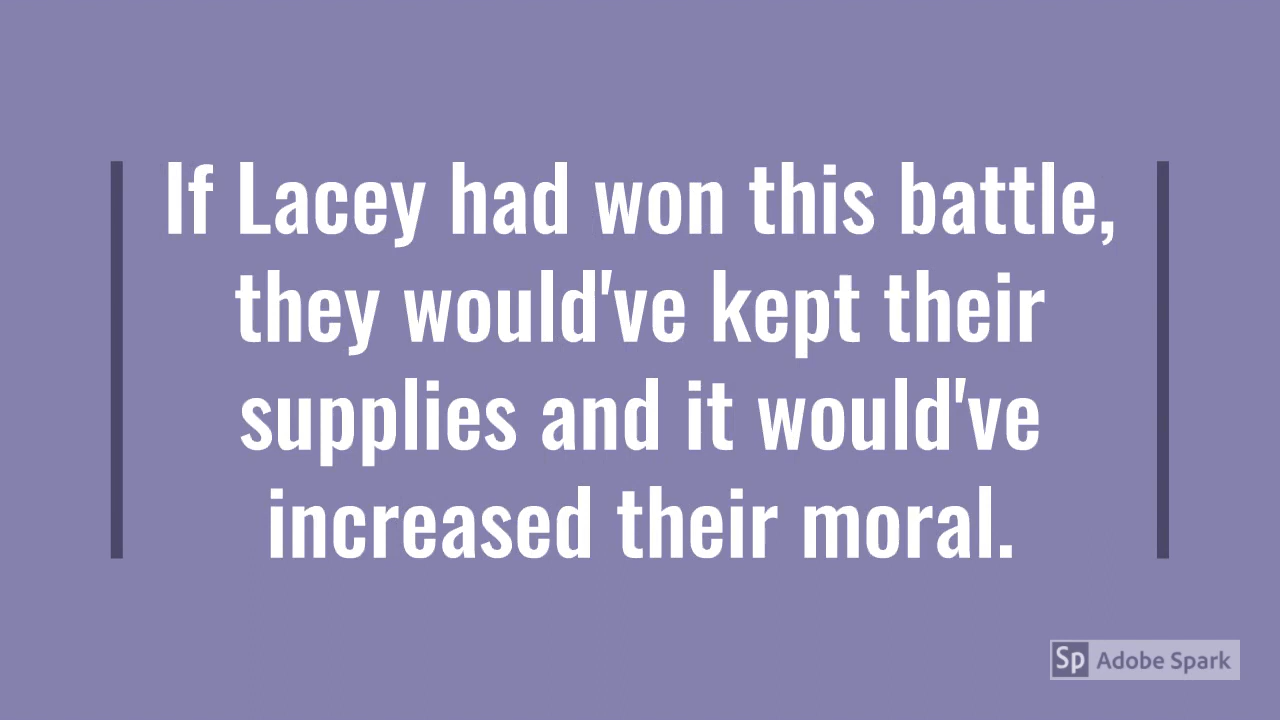 If Lacey had won this battle,
they would've kept their
supplies and it would've
increased their moral.
Sp Adobe Spark